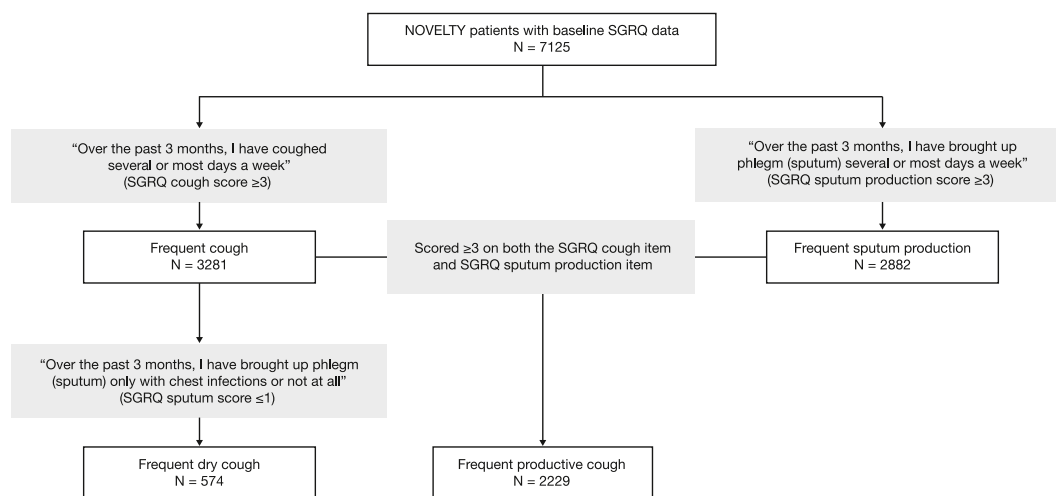 NOVELTY patients with baseline SGRQ data
N = 7125
“Over the past 3 months, I have coughed
several or most days a week”
(SGRQ cough score ≥3)
“Over the past 3 months, I have brought up
phlegm (sputum) several or most days a week”
(SGRQ sputum production score ≥3)
Frequent cough
N = 3281
Scored ≥3 on both the SGRQ cough item
and SGRQ sputum production item
Frequent sputum production
N = 2882
“Over the past 3 months, I have brought up phlegm
(sputum) only with chest infections or not at all”
(SGRQ sputum score ≤1)
Frequent dry cough
N = 574
Frequent productive cough
N = 2229